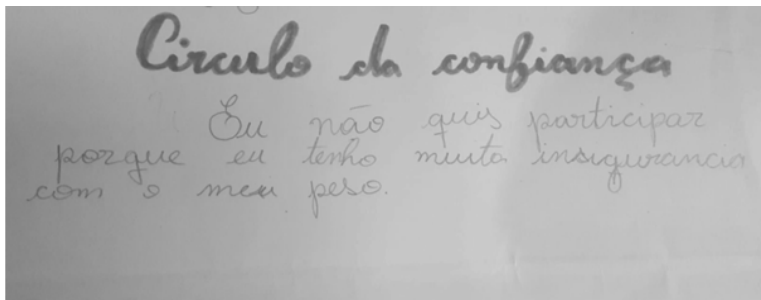 Circulo da confiança
Eu não quis participar
porque eu tenho muita insigurancia
com o meu peso.